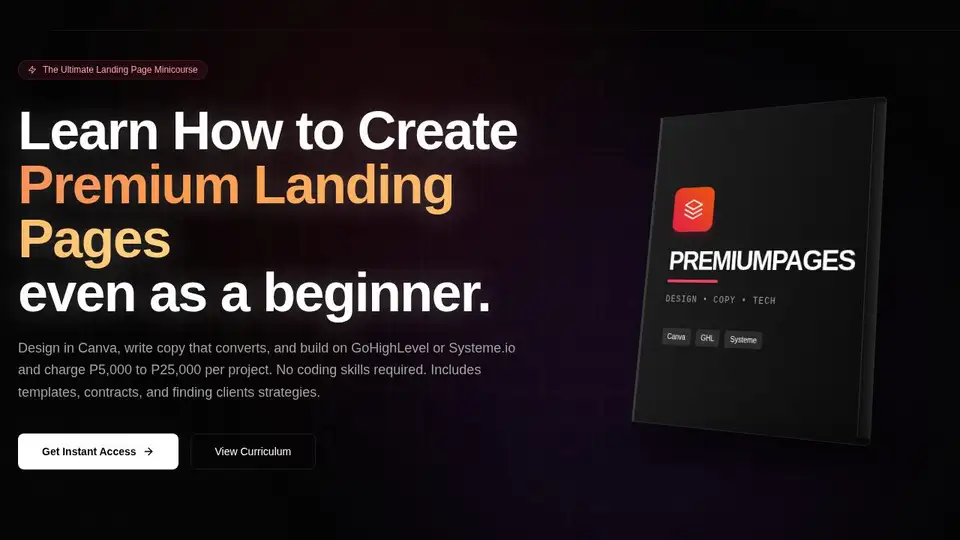 The Ultimate Landing Page Minicourse
Learn How to Create
Premium Landing
Pages
even as a beginner.
Design in Canva, write copy that converts, and build on GoHighLevel or Systeme.io
and charge P5,000 to P25,000 per project. No coding skills required. Includes
templates, contracts, and finding clients strategies.
Get Instant Access
View Curriculum
PREMIUMPAGES
DESIGN • COPY • TECH
Canva
GHL
Systeme